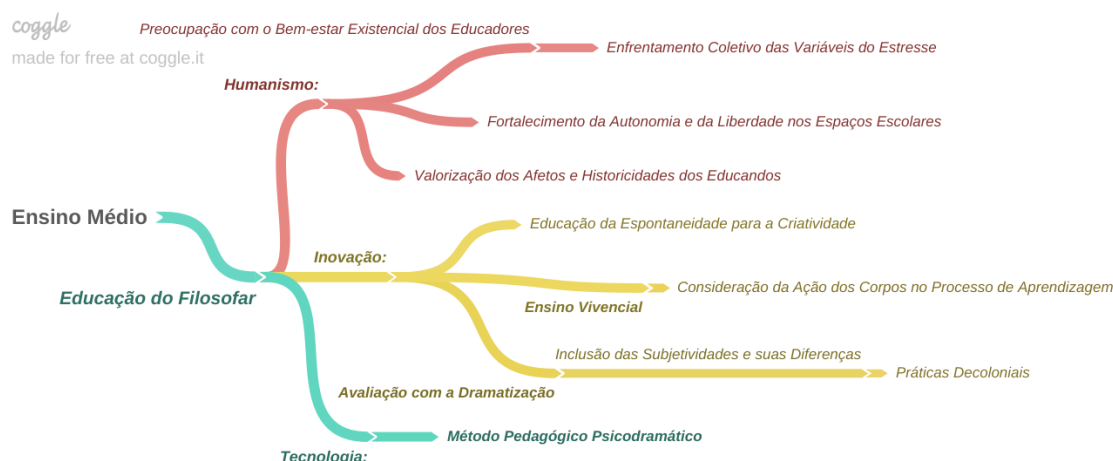 coggle
made for free at coggle.it
Preocupação com o Bem-estar Existencial dos Educadores
Enfrentamento Coletivo das Variáveis do Estresse
Humanismo:
Fortalecimento da Autonomia e da Liberdade nos Espaços Escolares
Valorização dos Afetos e Historicidades dos Educandos
Ensino Médio
Educação da Espontaneidade para a Criatividade
Inovação:
Educação do Filosofar
Consideração da Ação dos Corpos no Processo de Aprendizagem
Ensino Vivencial
Inclusão das Subjetividades e suas Diferenças
Práticas Decoloniais
Avaliação com a Dramatização
Método Pedagógico Psicodramático
Tecnologia: